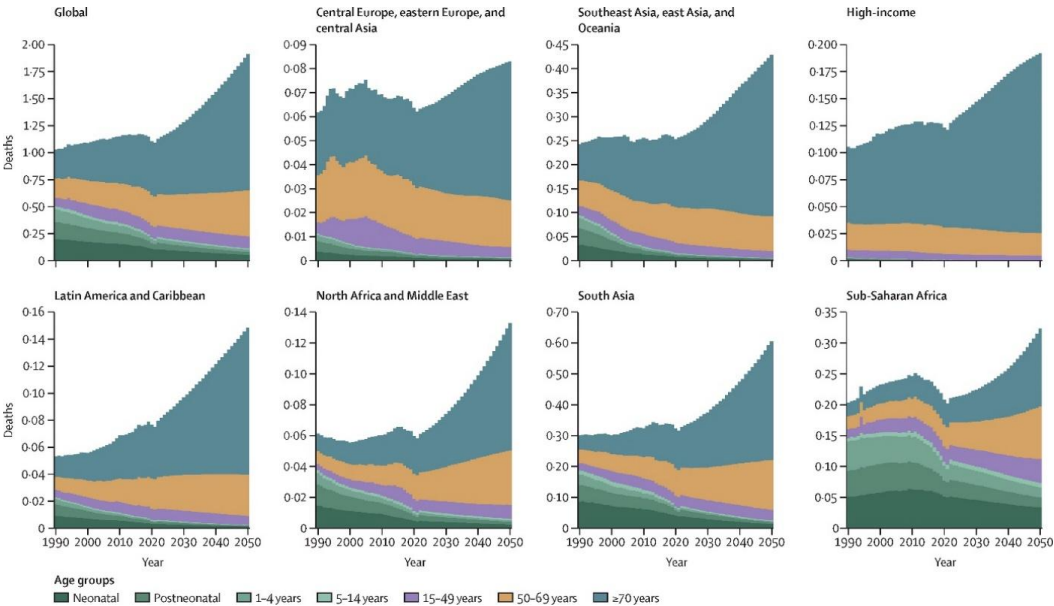 Global
Central Europe, eastern Europe, and
central Asia
Southeast Asia, east Asia, and
Oceania
High-income
Deaths
2·00
1·75
1·50
1·25
1·00
0·75
0·50
0·25
0
0·09
0·08
0·07
0·06
0·05
0·04
0·03
0·02
0·01
0
0·45
0·40
0·35
0·30
0·25
0·20
0·15
0·10
0·05
0
0·200
0·175
0·150
0·125
0·100
0·075
0·050
0·025
0
Latin America and Caribbean
North Africa and Middle East
South Asia
Sub-Saharan Africa
Deaths
0·16
0·14
0·12
0·10
0·08
0·06
0·04
0·02
0
0·14
0·12
0·10
0·08
0·06
0·04
0·02
0
0·70
0·60
0·50
0·40
0·30
0·20
0·10
0
0·35
0·30
0·25
0·20
0·15
0·10
0·05
0
1990 2000 2010 2020 2030 2040 2050
1990 2000 2010 2020 2030 2040 2050
1990 2000 2010 2020 2030 2040 2050
1990 2000 2010 2020 2030 2040 2050
Year
Year
Year
Year
Age groups
Neonatal
Postneonatal
1–4 years
5–14 years
15–49 years
50–69 years
≥70 years